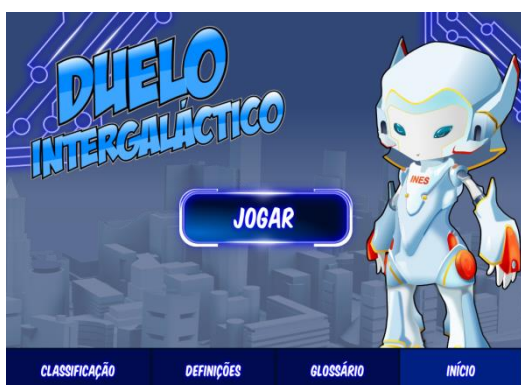 DUELO
INTERGALÁCTICO
INES
JOGAR
CLASSIFICAÇÃO DEFINIÇÕES GLOSSÁRIO INÍCIO